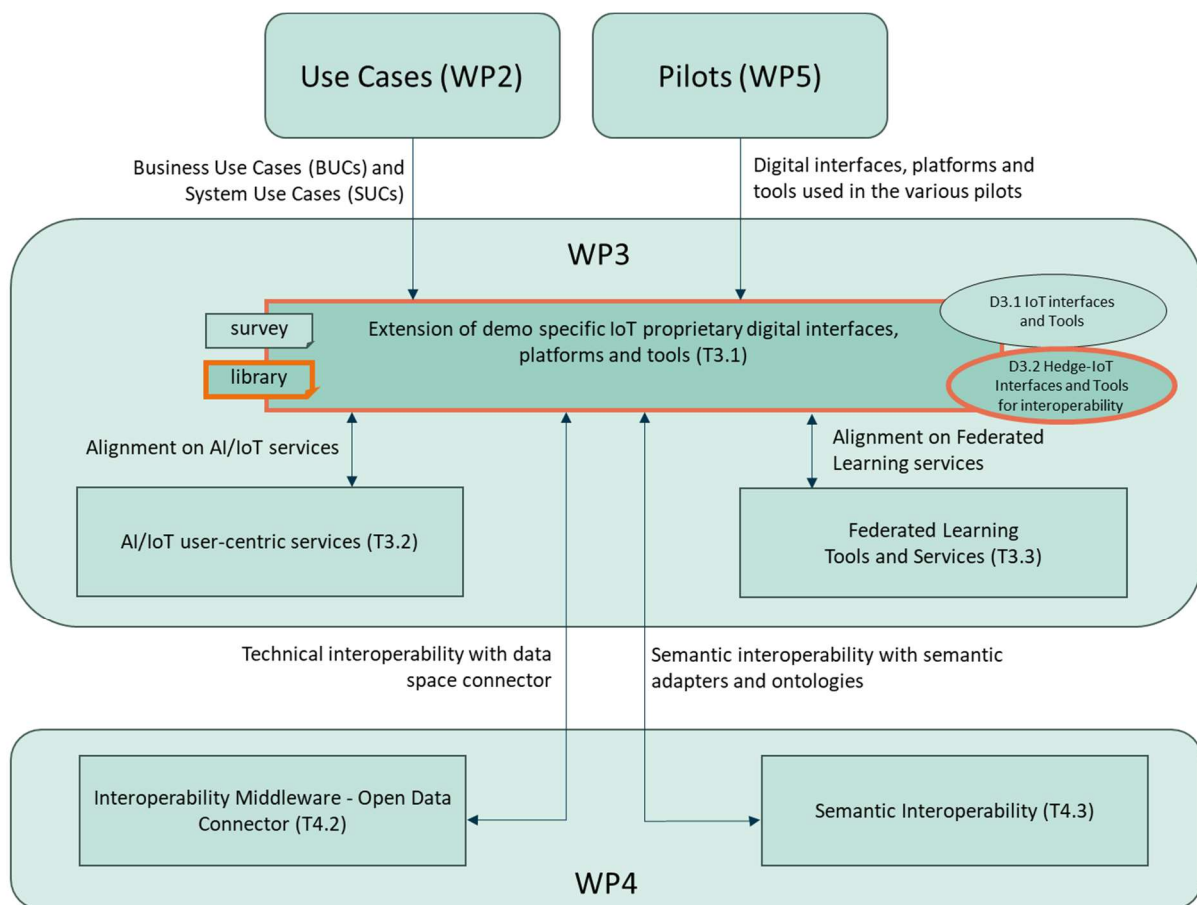 Use Cases (WP2)
Pilots (WP5)
Business Use Cases (BUCs) and
System Use Cases (SUCs)
Digital interfaces, platforms and
tools used in the various pilots
WP3
survey
library
Extension of demo specific IoT proprietary digital interfaces,
platforms and tools (T3.1)
D3.1 IoT interfaces
and Tools
D3.2 Hedge-IoT
Interfaces and Tools
for interoperability
Alignment on AI/IoT services
Alignment on Federated
Learning services
AI/IoT user-centric services (T3.2)
Federated Learning
Tools and Services (T3.3)
Technical interoperability with data
space connector
Semantic interoperability with semantic
adapters and ontologies
Interoperability Middleware - Open Data
Connector (T4.2)
Semantic Interoperability (T4.3)
WP4